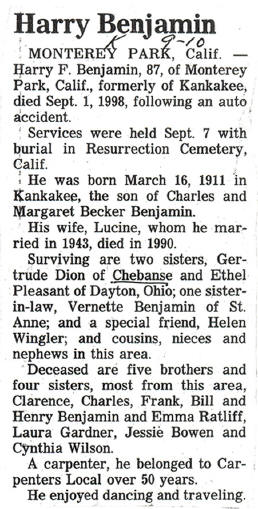 Harry Benjamin
K 9-10
MONTEREY PARK, Calif. —
Harry F. Benjamin, 87, of Monterey
Park, Calif., formerly of Kankakee,
died Sept. 1, 1998, following an auto
accident.
Services were held Sept. 7 with
burial in Resurrection Cemetery,
Calif.
He was born March 16, 1911 in
Kankakee, the son of Charles and
Margaret Becker Benjamin.
His wife, Lucine, whom he mar-
ried in 1943, died in 1990.
Surviving are two sisters, Ger-
trude Dion of Chebanse and Ethel
Pleasant of Dayton, Ohio; one sister-
in-law, Vernette Benjamin of St.
Anne; and a special friend, Helen
Wingler; and cousins, nieces and
nephews in this area.
Deceased are five brothers and
four sisters, most from this area,
Clarence, Charles, Frank, Bill and
Henry Benjamin and Emma Ratliff,
Laura Gardner, Jessie Bowen and
Cynthia Wilson.
A carpenter, he belonged to Car-
penters Local over 50 years.
He enjoyed dancing and traveling.